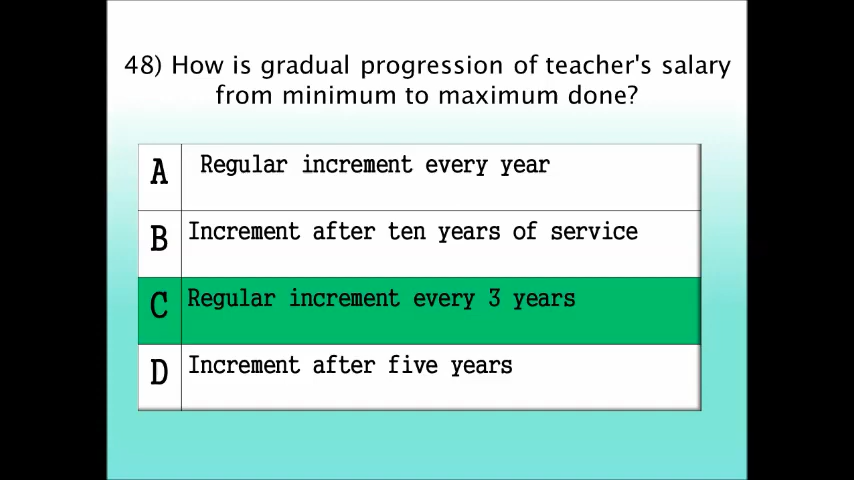 48) How is gradual progression of teacher's salary
from minimum to maximum done?
A Regular increment every year
B Increment after ten years of service
C Regular increment every 3 years
D Increment after five years